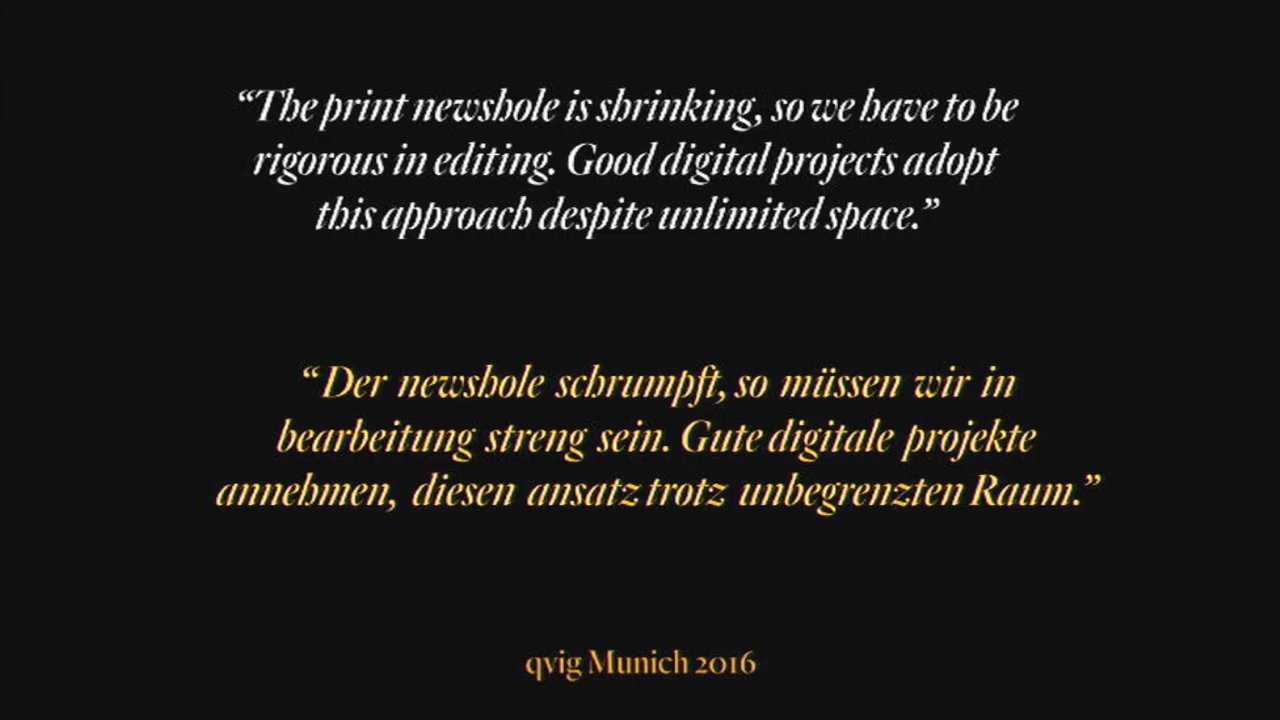 “The print newshole is shrinking, so we have to be
rigorous in editing. Good digital projects adopt
this approach despite unlimited space.”
“Der newshole schrumpft, so müssen wir in
bearbeitung streng sein. Gute digitale projekte
annehmen, diesen ansatz trotz unbegrenzten Raum.”
qvig Munich 2016